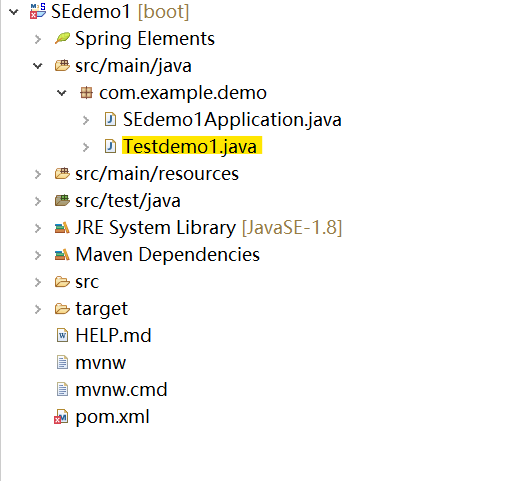 SEdemo1 [boot]
Spring Elements
src/main/java
com.example.demo
SEdemo1Application.java
Testdemo1.java
src/main/resources
src/test/java
JRE System Library [JavaSE-1.8]
Maven Dependencies
src
target
HELP.md
mvnw
mvnw.cmd
pom.xml